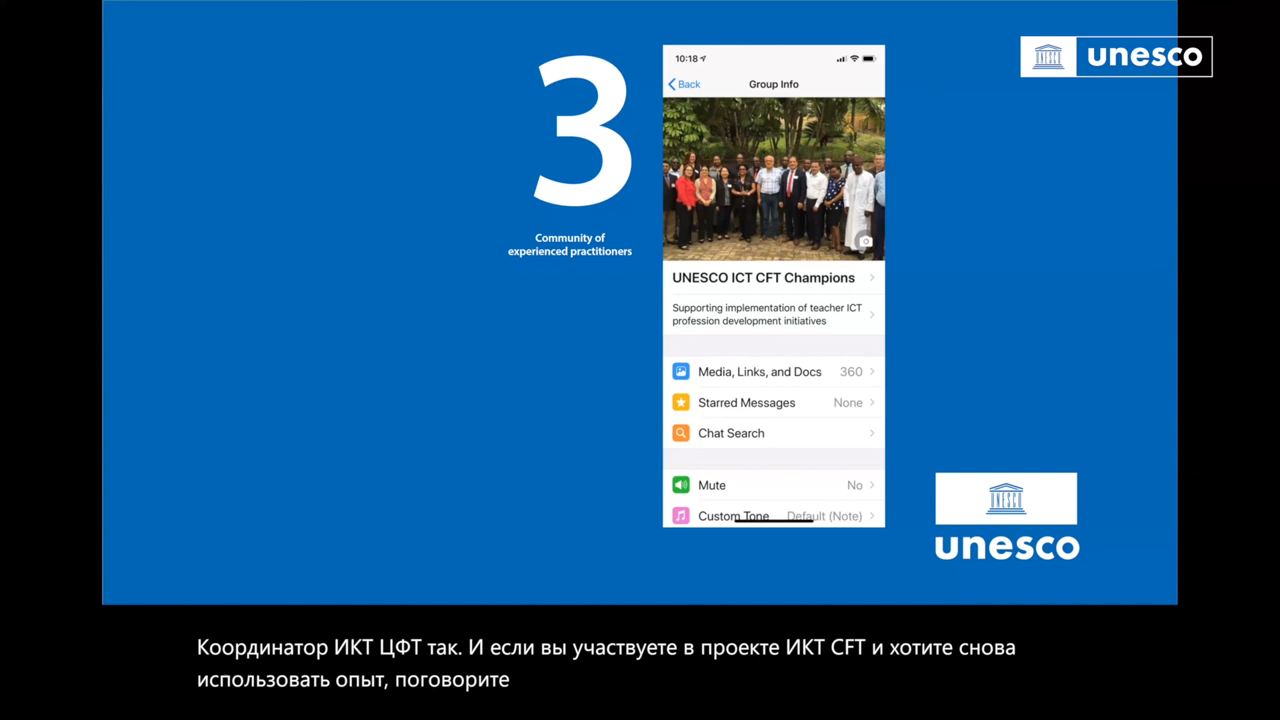 3
Community of
experienced practitioners
10:18
Back
Group Info
UNESCO ICT CFT Champions
Supporting implementation of teacher ICT
profession development initiatives
Media, Links, and Docs 360
Starred Messages None
Chat Search
Mute No
Custom Tone Default (Note)
UNESCO
unesco
UNESCO
unesco
Координатор ИКТ ЦФТ так. И если вы участвуете в проекте ИКТ CFT и хотите снова
использовать опыт, поговорите